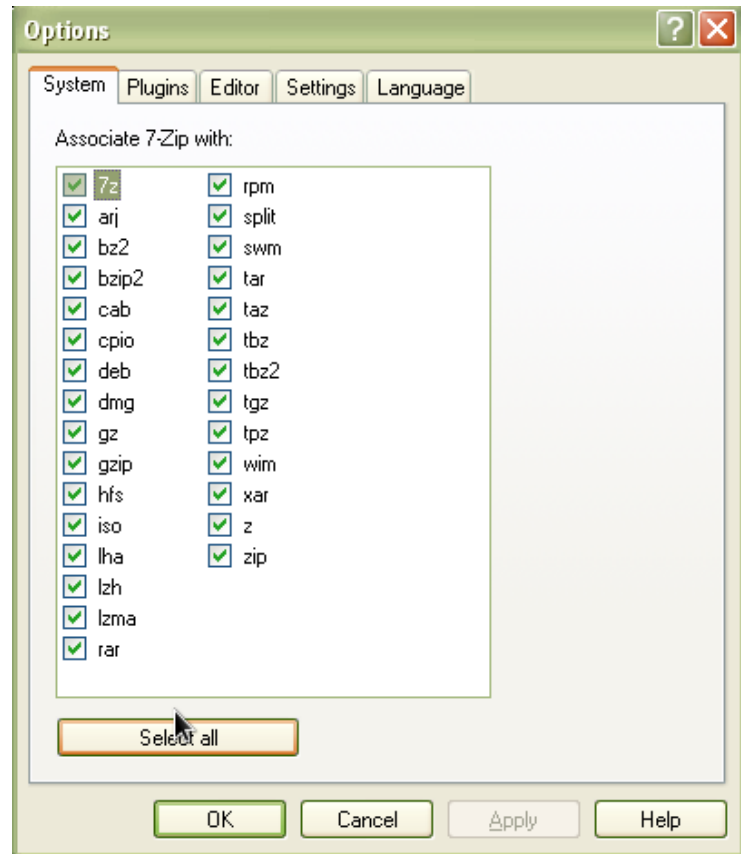 Options
System Plugins Editor Settings Language
Associate 7-Zip with:
7z
arj
bz2
bzip2
cab
cpio
deb
dmg
gz
gzip
hfs
iso
lha
lzh
lzma
rar
rpm
split
swm
tar
taz
tbz
tbz2
tgz
tpz
wim
xar
z
zip
Select all
OK Cancel Apply Help